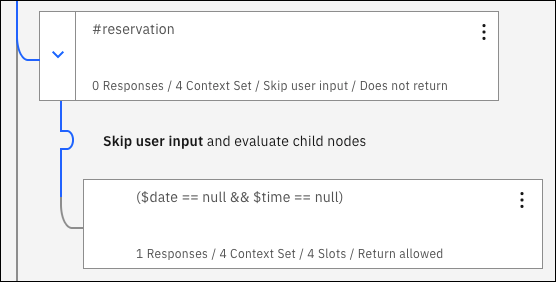 #reservation
0 Responses / 4 Context Set / Skip user input / Does not return
Skip user input and evaluate child nodes
($date == null && $time == null)
1 Responses / 4 Context Set / 4 Slots / Return allowed